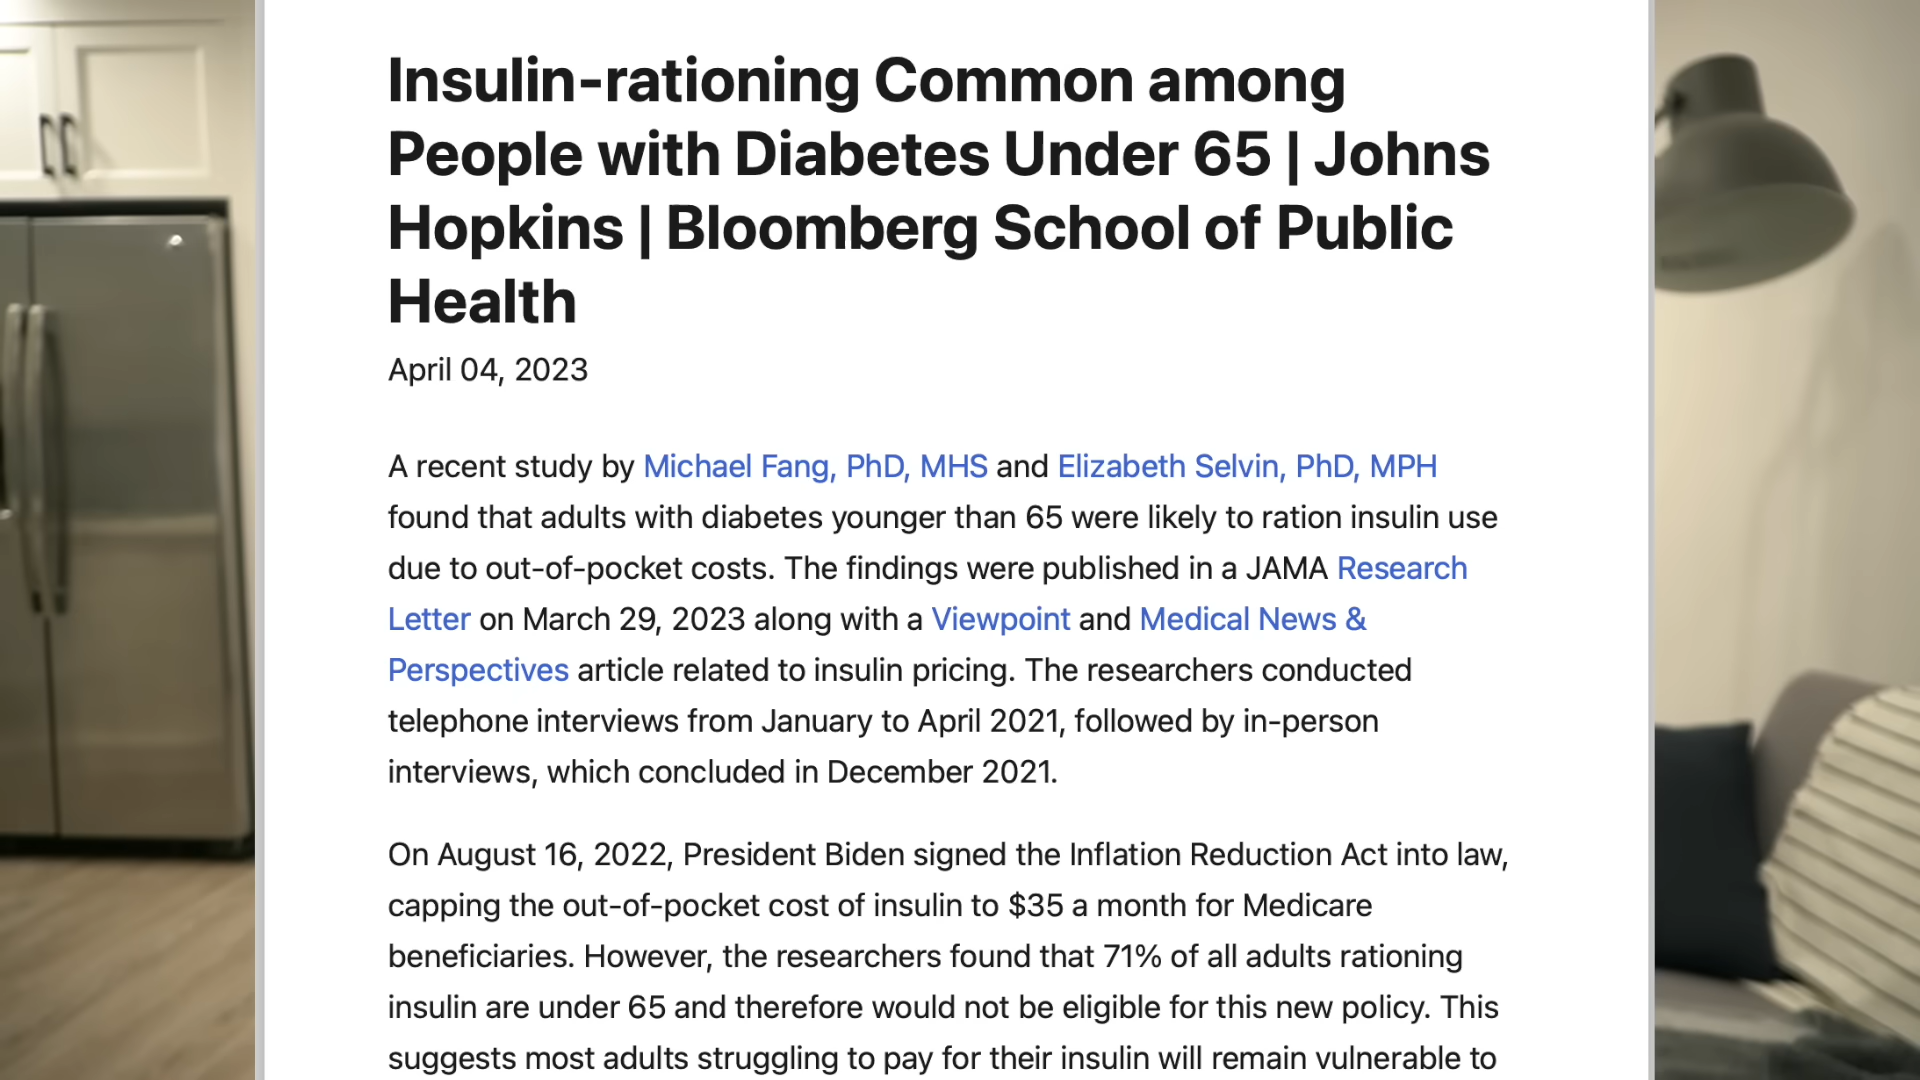 Insulin-rationing Common among
People with Diabetes Under 65 | Johns
Hopkins | Bloomberg School of Public
Health
April 04, 2023
A recent study by Michael Fang, PhD, MHS and Elizabeth Selvin, PhD, MPH
found that adults with diabetes younger than 65 were likely to ration insulin use
due to out-of-pocket costs. The findings were published in a JAMA Research
Letter on March 29, 2023 along with a Viewpoint and Medical News &
Perspectives article related to insulin pricing. The researchers conducted
telephone interviews from January to April 2021, followed by in-person
interviews, which concluded in December 2021.
On August 16, 2022, President Biden signed the Inflation Reduction Act into law,
capping the out-of-pocket cost of insulin to $35 a month for Medicare
beneficiaries. However, the researchers found that 71% of all adults rationing
insulin are under 65 and therefore would not be eligible for this new policy. This
suggests most adults struggling to pay for their insulin will remain vulnerable to